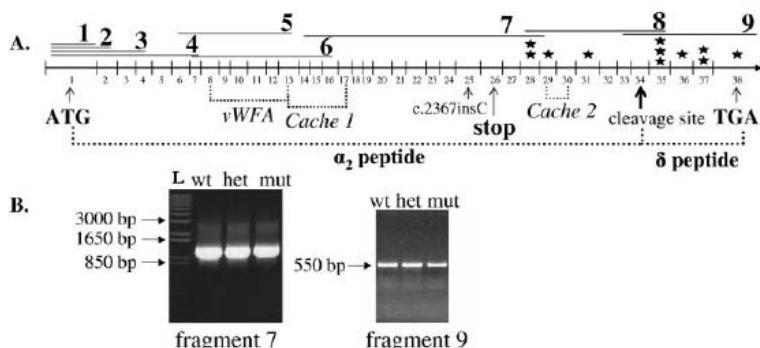 A.
1 2 3 4 5 6 7 8 9
1 2 3 4 5 6 7 8 9 10 11 12 13 14 15 16 17 18 19 20 21 22 23 24 25 26 27 28 29 30 31 32 33 34 35 36 37 38
ATG
vWFA
Cache 1
c.2367insC
stop
Cache 2
cleavage site
TGA
α2 peptide
δ peptide
B.
L wt het mut
3000 bp
1650 bp
850 bp
fragment 7
wt het mut
550 bp
fragment 9